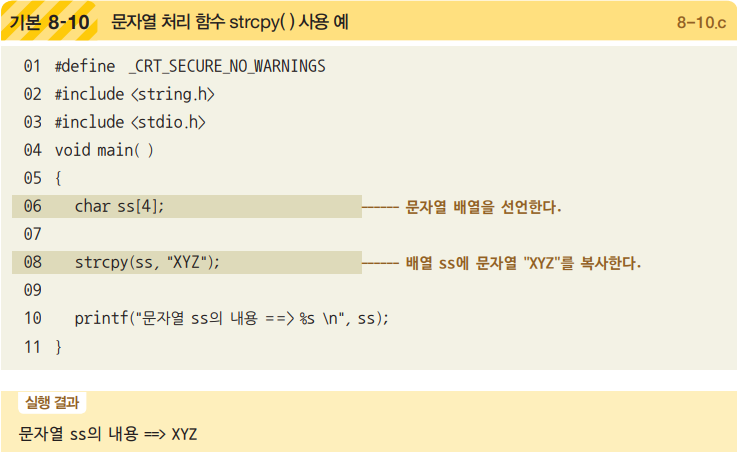 기본 8-10 문자열 처리 함수 strcpy( ) 사용 예 8-10.c
01 #define _CRT_SECURE_NO_WARNINGS
02 #include <string.h>
03 #include <stdio.h>
04 void main( )
05 {
06 char ss[4]; ------ 문자열 배열을 선언한다.
07
08 strcpy(ss, "XYZ"); ------ 배열 ss에 문자열 "XYZ"를 복사한다.
09
10 printf("문자열 ss의 내용 ==> %s \n", ss);
11 }
실행 결과
문자열 ss의 내용 ==> XYZ